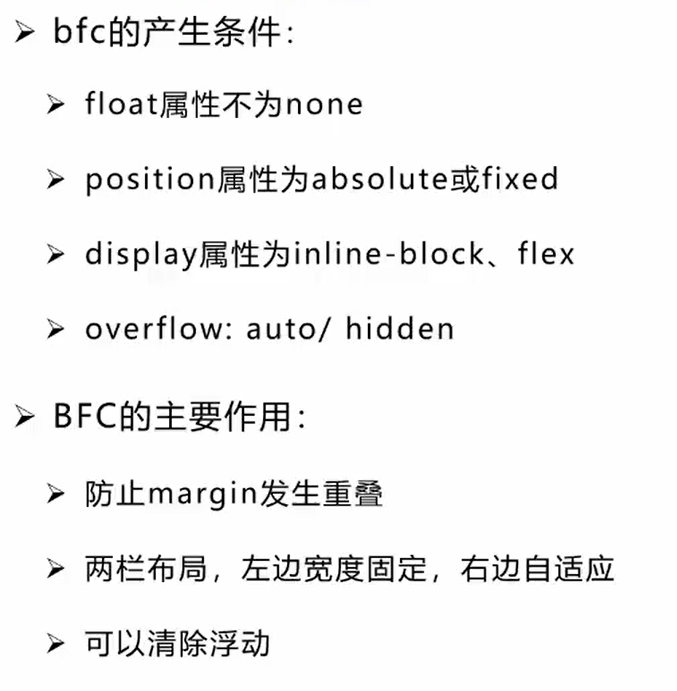 ➢ bfc的产生条件：
➢ float属性不为none
➢ position属性为absolute或fixed
➢ display属性为inline-block、flex
➢ overflow: auto/ hidden
➢ BFC的主要作用：
➢ 防止margin发生重叠
➢ 两栏布局，左边宽度固定，右边自适应
➢ 可以清除浮动